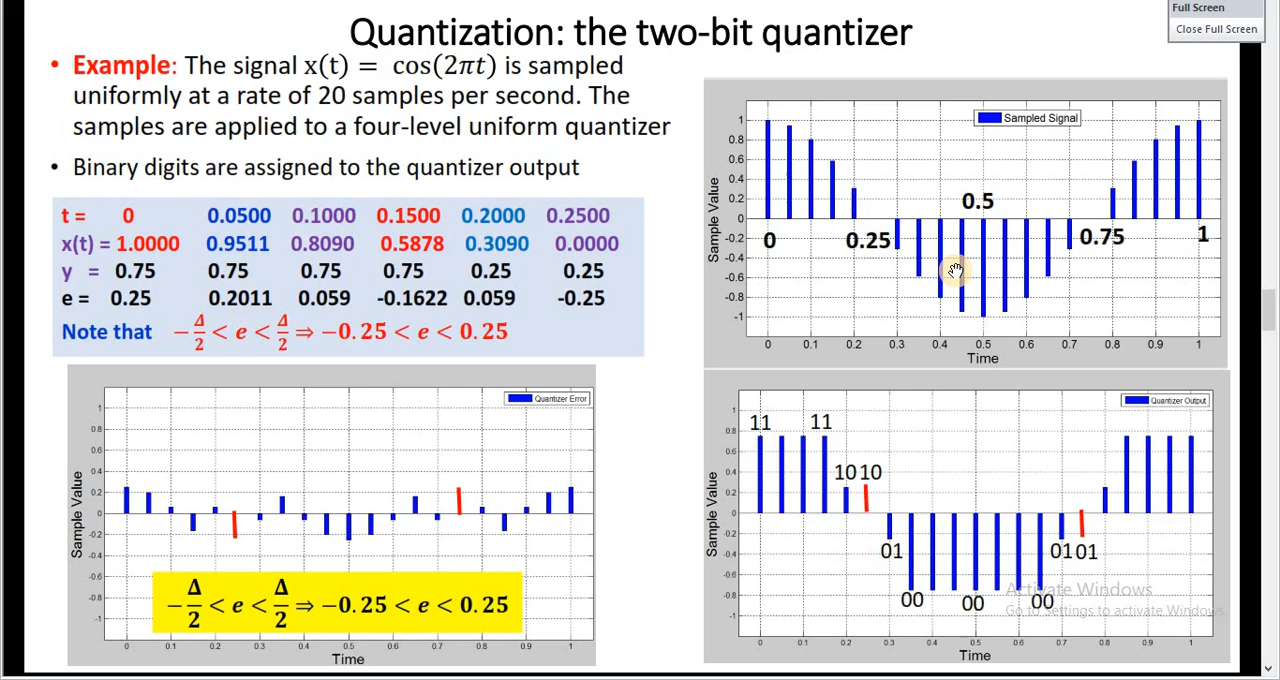 Full Screen
Close Full Screen
Quantization: the two-bit quantizer
• Example: The signal x(t) = cos(2πt) is sampled
uniformly at a rate of 20 samples per second. The
samples are applied to a four-level uniform quantizer
• Binary digits are assigned to the quantizer output
t = 0 0.0500 0.1000 0.1500 0.2000 0.2500
x(t) = 1.0000 0.9511 0.8090 0.5878 0.3090 0.0000
y = 0.75 0.75 0.75 0.75 0.25 0.25
e = 0.25 0.2011 0.059 -0.1622 0.059 -0.25
Note that −Δ/2 < e < Δ/2 ⇒ −0.25 < e < 0.25
Sampled Signal
Sample Value
1
0.8
0.6
0.4
0.2
0
-0.2
-0.4
-0.6
-0.8
-1
0 0.25 0.5 0.75 1
0 0.1 0.2 0.3 0.4 0.5 0.6 0.7 0.8 0.9 1
Time
Quantizer Error
Sample Value
1
0.8
0.6
0.4
0.2
0
-0.2
-0.4
-0.6
-0.8
-1
−Δ/2 < e < Δ/2 ⇒ −0.25 < e < 0.25
0 0.1 0.2 0.3 0.4 0.5 0.6 0.7 0.8 0.9 1
Time
Quantizer Output
Sample Value
1
0.8
0.6
0.4
0.2
0
-0.2
-0.4
-0.6
-0.8
-1
11 11
10 10
01 01 01
00 00 00
0 0.1 0.2 0.3 0.4 0.5 0.6 0.7 0.8 0.9 1
Time
Activate Windows
Go to Settings to activate Windows.